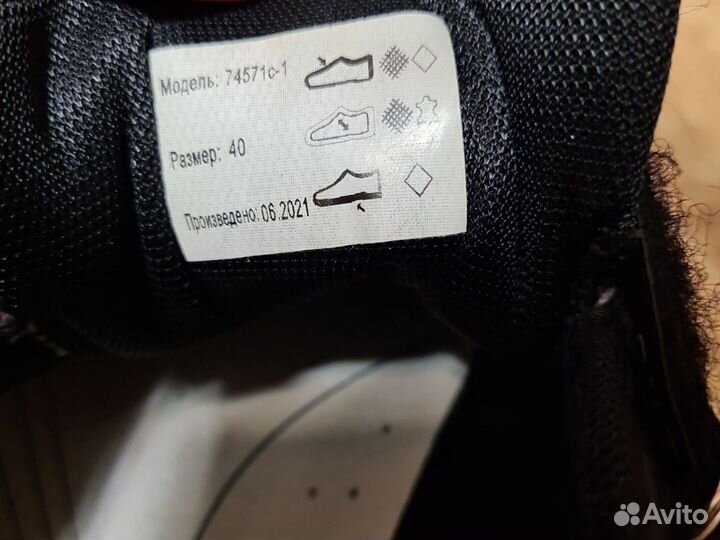 Модель: 74571с-1
Размер: 40
Произведено: 06.2021
Avito